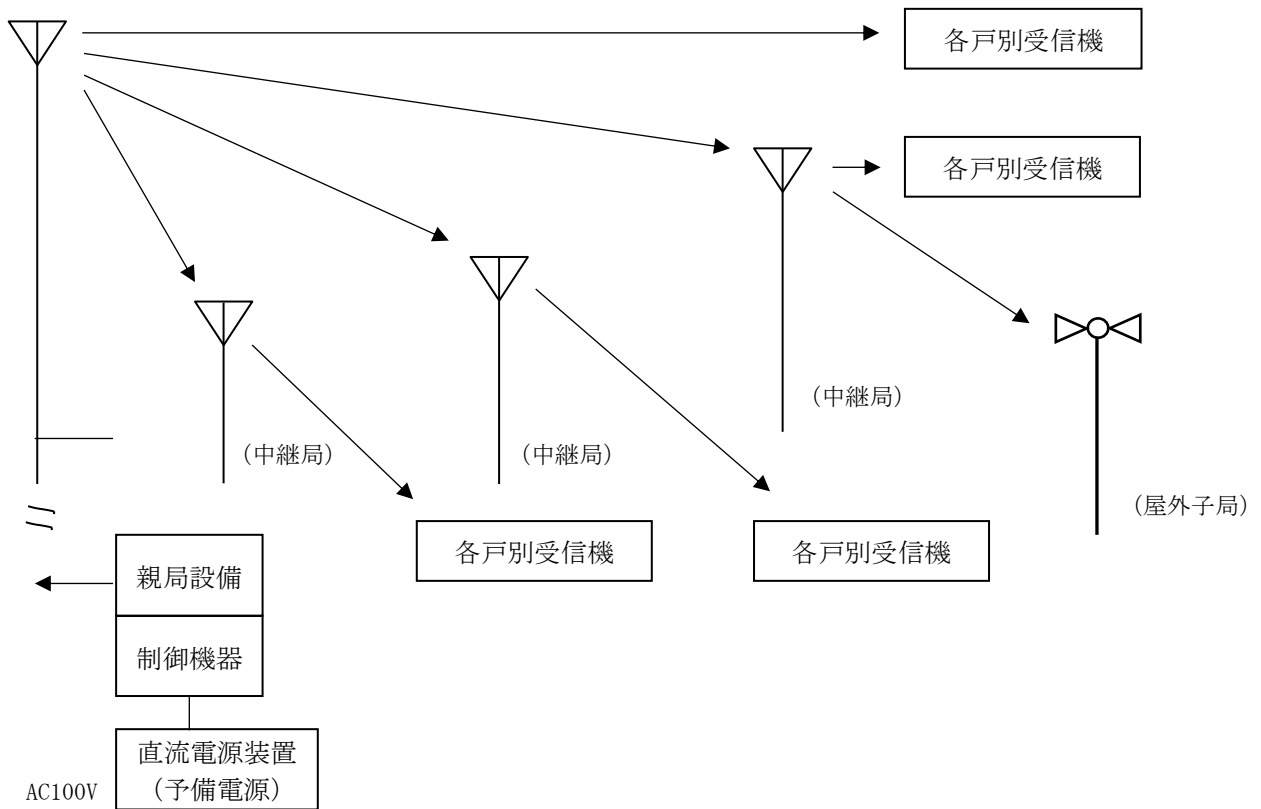 各戸別受信機
各戸別受信機
（中継局）
（中継局）
（中継局）
（屋外子局）
各戸別受信機
各戸別受信機
親局設備
制御機器
直流電源装置
（予備電源）
AC100V